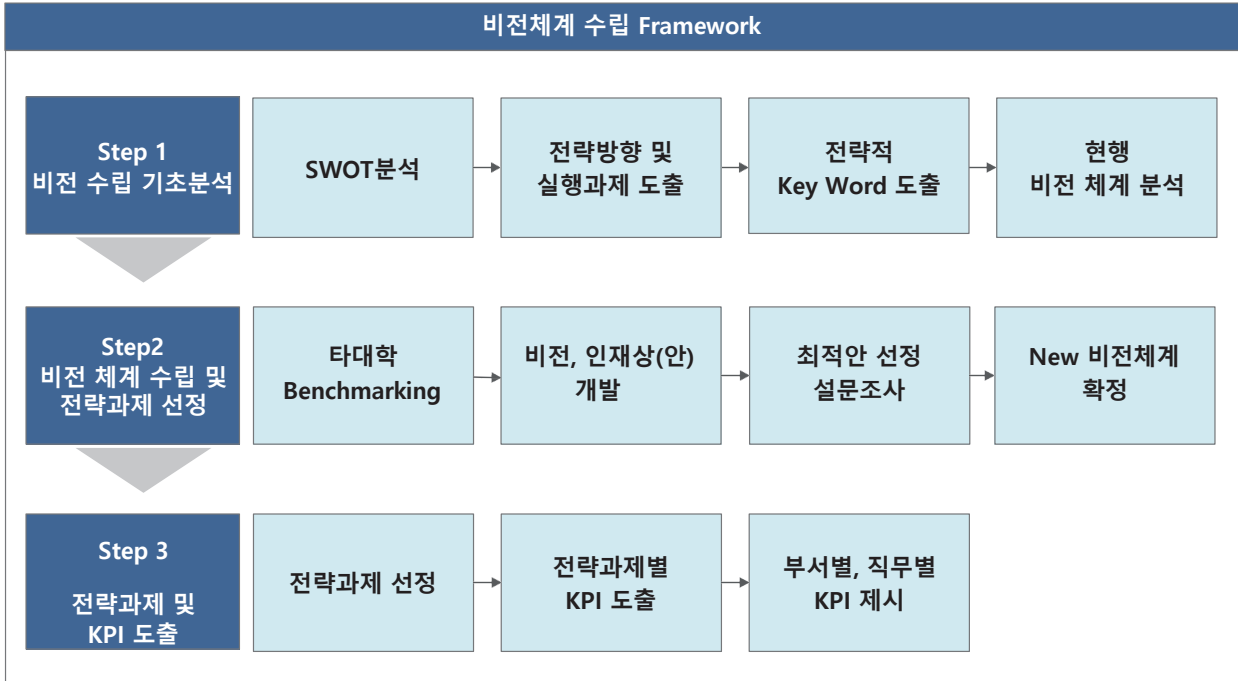 비전체계 수립 Framework
Step 1
비전 수립 기초분석
SWOT분석
전략방향 및
실행과제 도출
전략적
Key Word 도출
현행
비전 체계 분석
Step2
비전 체계 수립 및
전략과제 선정
타대학
Benchmarking
비전, 인재상(안)
개발
최적안 선정
설문조사
New 비전체계
확정
Step 3
전략과제 및
KPI 도출
전략과제 선정
전략과제별
KPI 도출
부서별, 직무별
KPI 제시